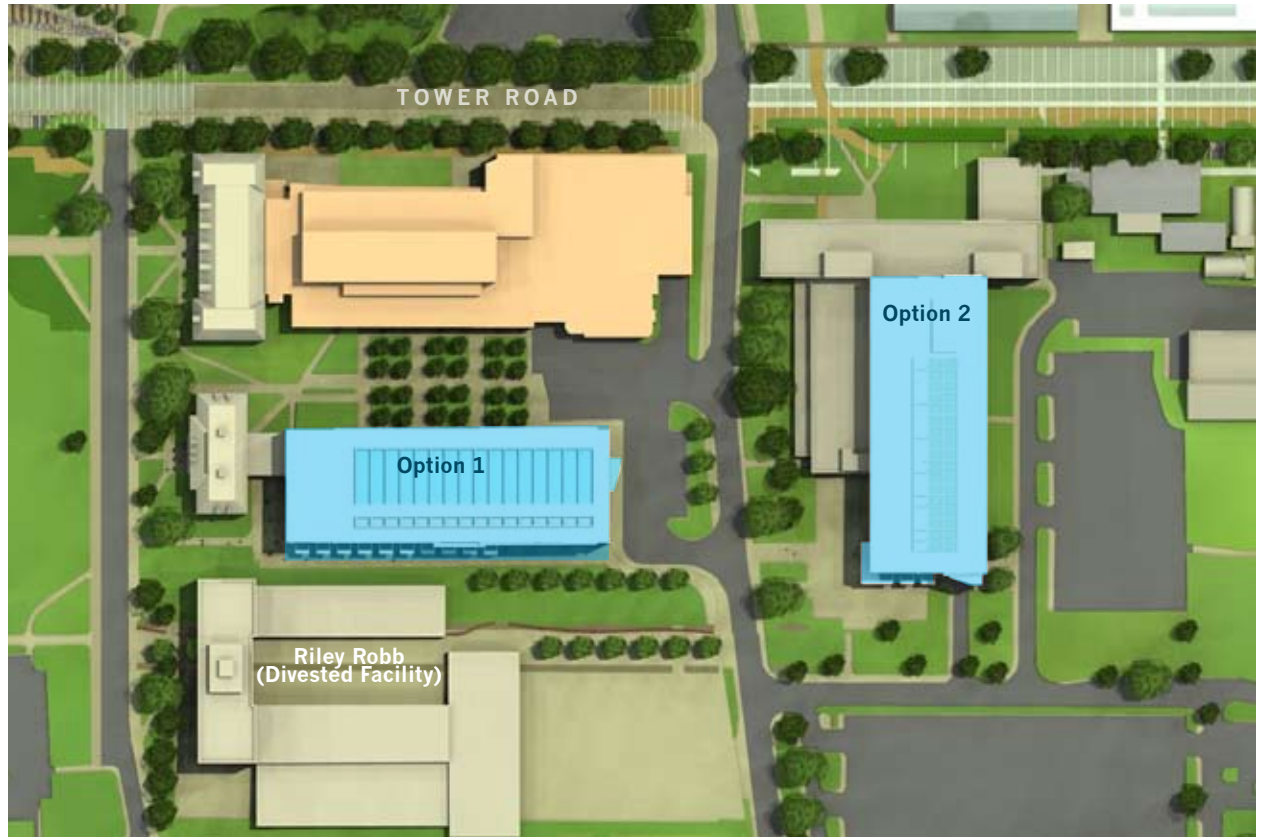 TOWER ROAD
Option 2
Option 1
Riley Robb
(Divested Facility)